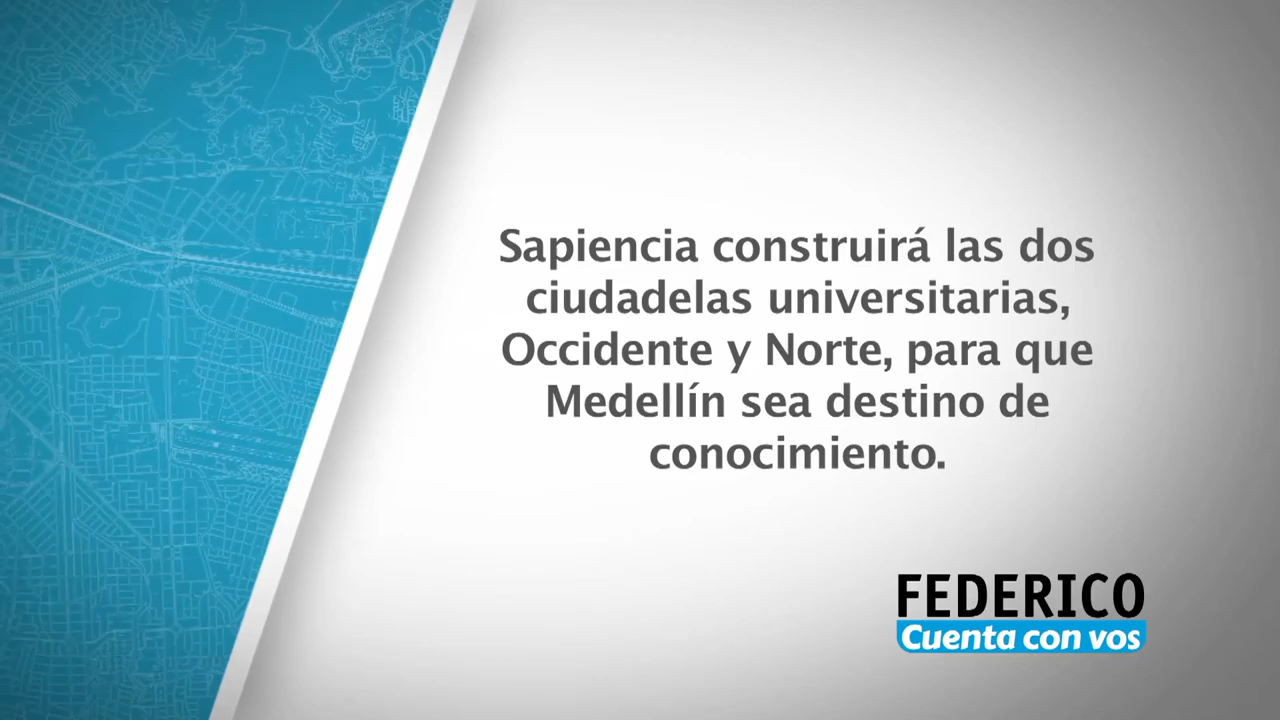 Sapiencia construirá las dos
ciudadelas universitarias,
Occidente y Norte, para que
Medellín sea destino de
conocimiento.
FEDERICO
Cuenta con vos